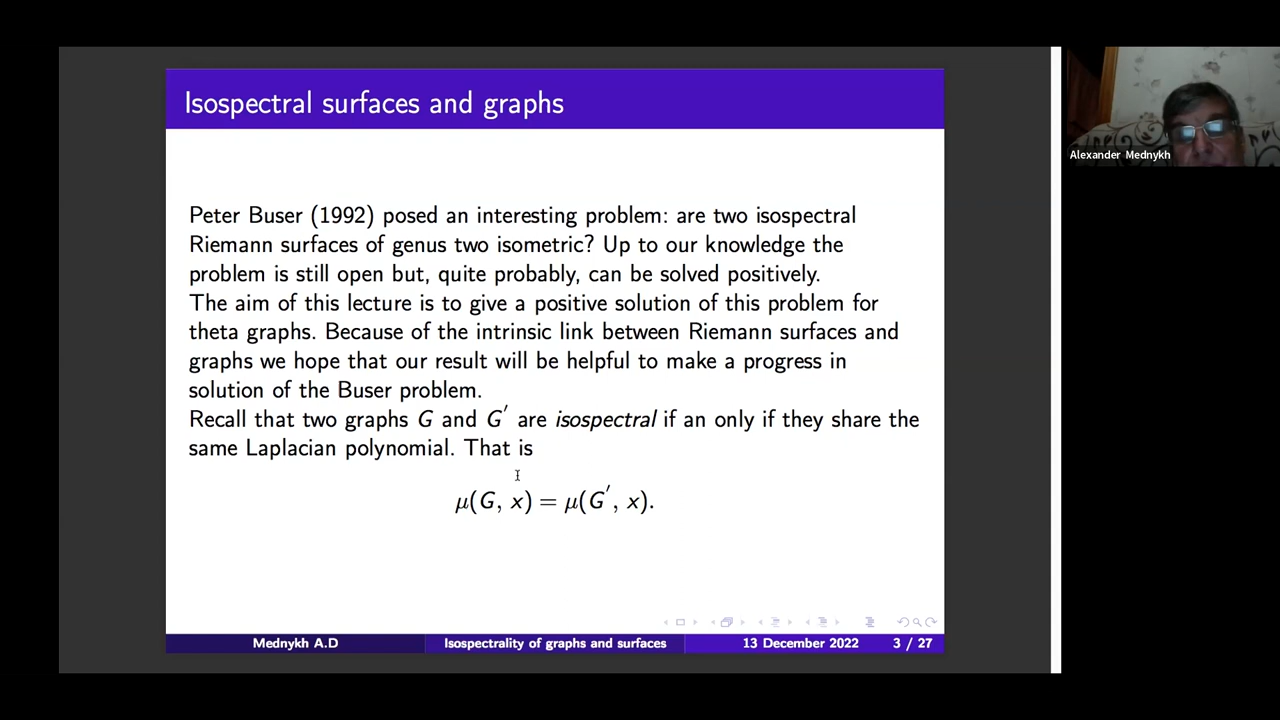 Isospectral surfaces and graphs
Alexander Mednykh
Peter Buser (1992) posed an interesting problem: are two isospectral
Riemann surfaces of genus two isometric? Up to our knowledge the
problem is still open but, quite probably, can be solved positively.
The aim of this lecture is to give a positive solution of this problem for
theta graphs. Because of the intrinsic link between Riemann surfaces and
graphs we hope that our result will be helpful to make a progress in
solution of the Buser problem.
Recall that two graphs G and G′ are isospectral if an only if they share the
same Laplacian polynomial. That is
μ(G, x) = μ(G′, x).
Mednykh A.D
Isospectrality of graphs and surfaces
13 December 2022
3 / 27